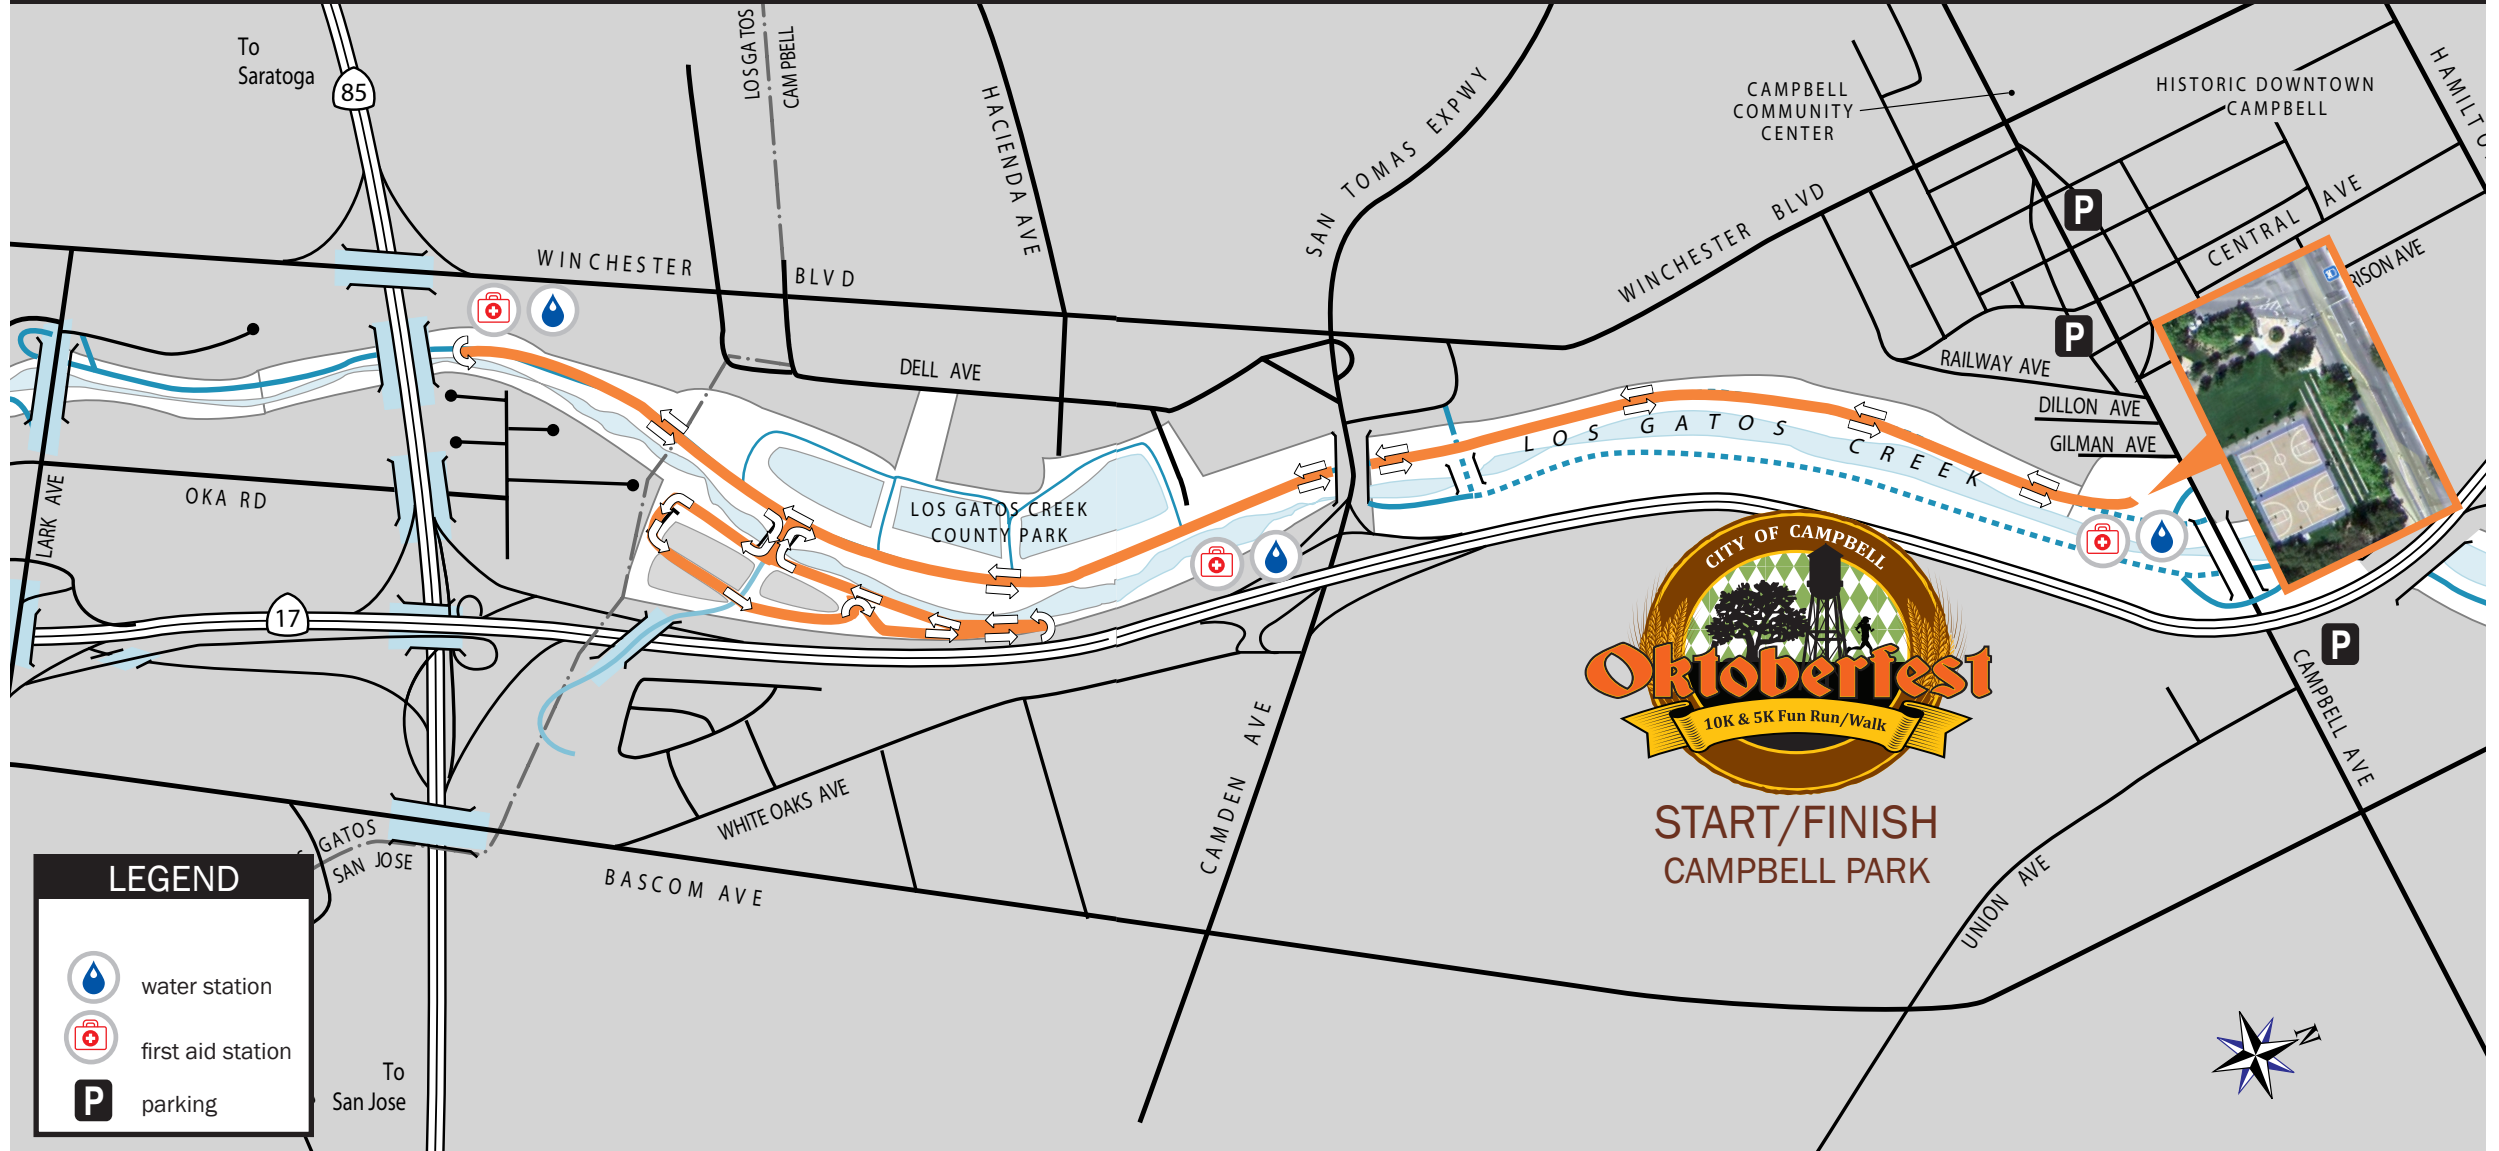 To
Saratoga
85
LOS GATOS
CAMPBELL
HACIENDA AVE
SAN TOMAS EXPWY
CAMPBELL
COMMUNITY
CENTER
HISTORIC DOWNTOWN
CAMPBELL
WINCHESTER BLVD
WINCHESTER BLVD
CENTRAL AVE
P
P
RAILWAY AVE
DILLON AVE
GILMAN AVE
DELL AVE
LOS GATOS CREEK
LOS GATOS CREEK
COUNTY PARK
LARK AVE
OKA RD
17
CITY OF CAMPBELL
Oktoberfest
10K & 5K Fun Run/Walk
START/FINISH
CAMPBELL PARK
P
CAMPBELL AVE
CAMDEN AVE
WHITE OAKS AVE
BASCOM AVE
UNION AVE
GATOS
SAN JOSE
LEGEND
water station
first aid station
P parking
To
San Jose
N